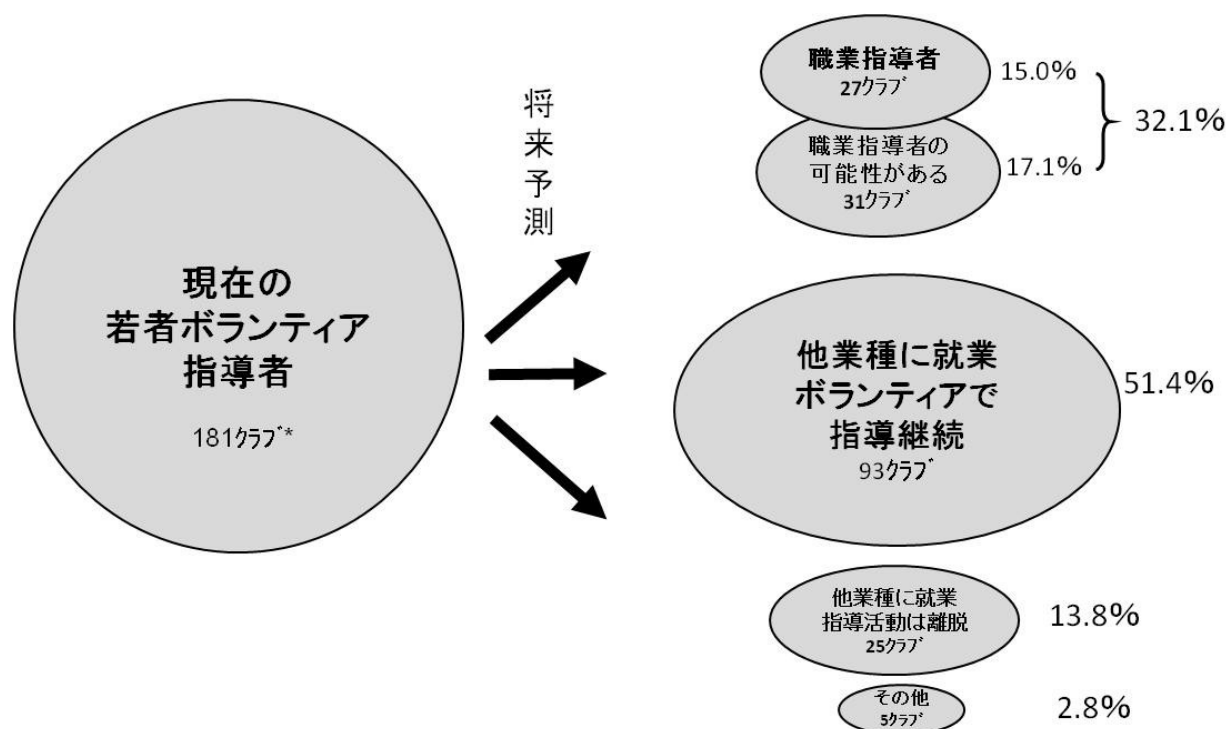 現在の
若者ボランティア
指導者
181ｸﾗﾌﾞ*
将来予測
職業指導者
27ｸﾗﾌﾞ
15.0%
職業指導者の
可能性がある
31ｸﾗﾌﾞ
17.1%
32.1%
他業種に就業
ボランティアで
指導継続
93ｸﾗﾌﾞ
51.4%
他業種に就業
指導活動は離脱
25ｸﾗﾌﾞ
13.8%
その他
5ｸﾗﾌﾞ
2.8%